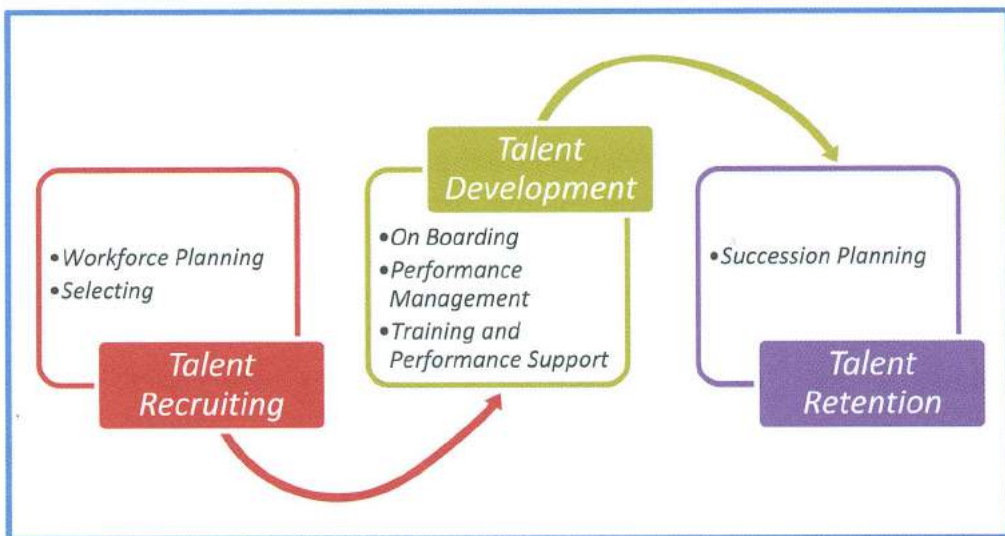 •Workforce Planning
•Selecting
Talent
Recruiting
Talent
Development
•On Boarding
•Performance
Management
•Training and
Performance Support
•Succession Planning
Talent
Retention